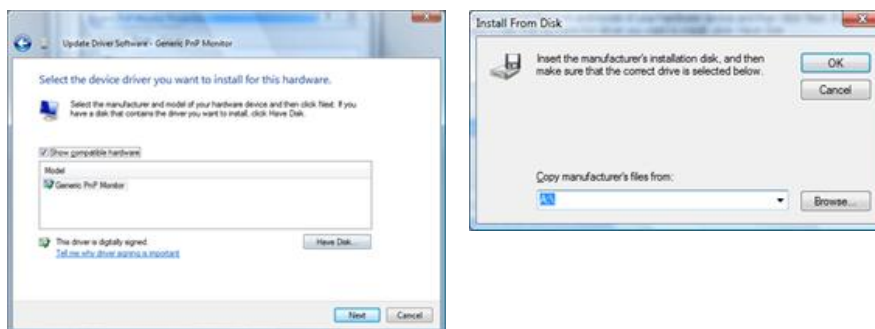 Update Driver Software - Generic PnP Monitor
Select the device driver you want to install for this hardware.
Select the manufacturer and model of your hardware device and then click Next. If you
have a disk that contains the driver you want to install, click Have Disk.
Show compatible hardware
Model
Generic PnP Monitor
This driver is digitally signed.
Have Disk...
Tell me why driver signing is important
Next
Cancel
Install From Disk
Insert the manufacturer's installation disk, and then
make sure that the correct drive is selected below.
OK
Cancel
Copy manufacturer's files from:
A:\
Browse...